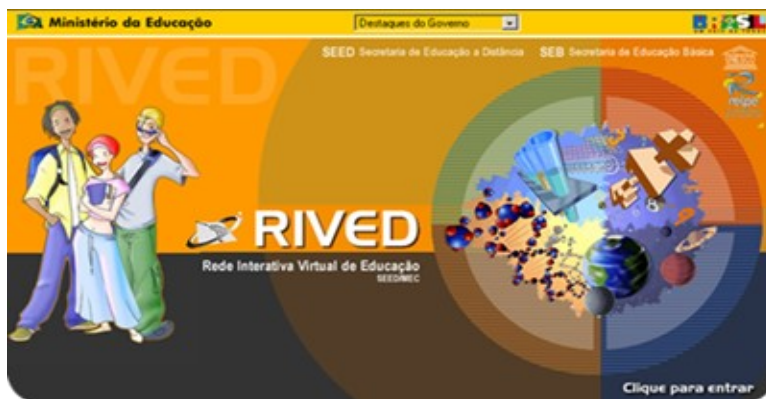 Ministério da Educação
Destaques do Governo
BRASIL
RIVED
SEED Secretaria de Educação a Distância
SEB Secretaria de Educação Básica
RIVED
Rede Interativa Virtual de Educação
SEED/MEC
Clique para entrar